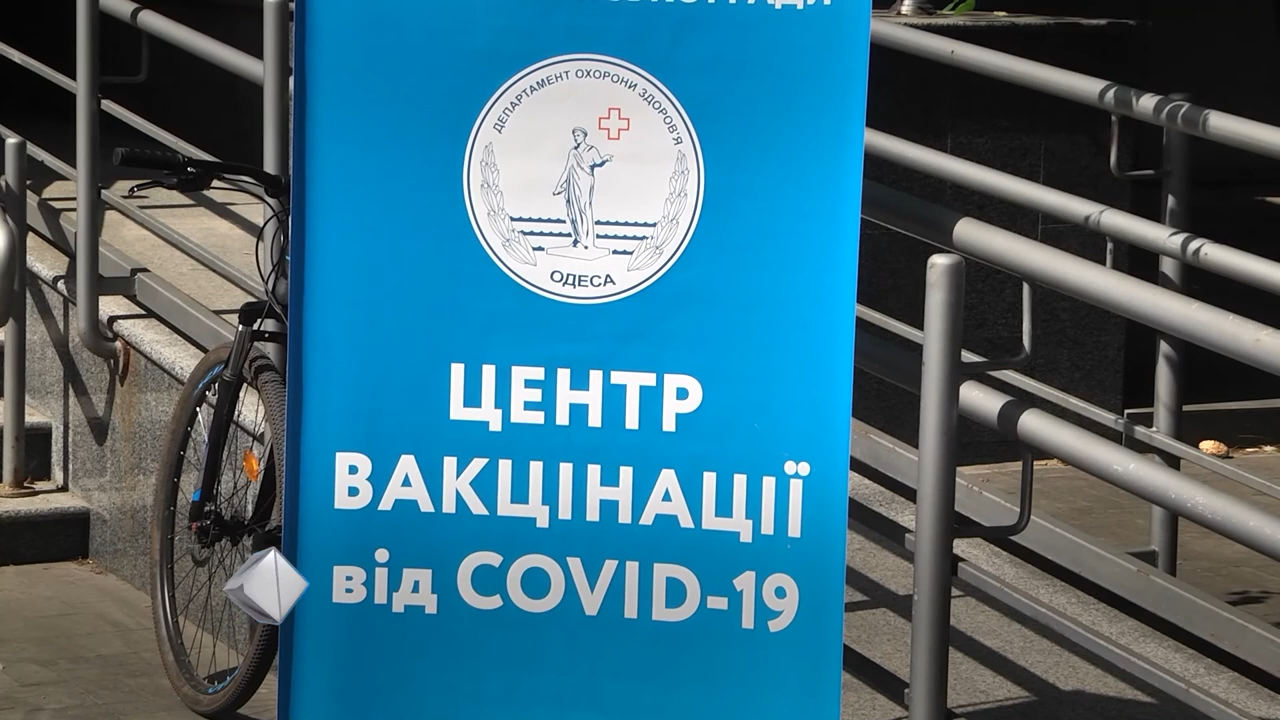 ДЕПАРТАМЕНТ ОХОРОНИ ЗДОРОВ'Я
ОДЕСА
ЦЕНТР
ВАКЦІНАЦІЇ
від COVID-19